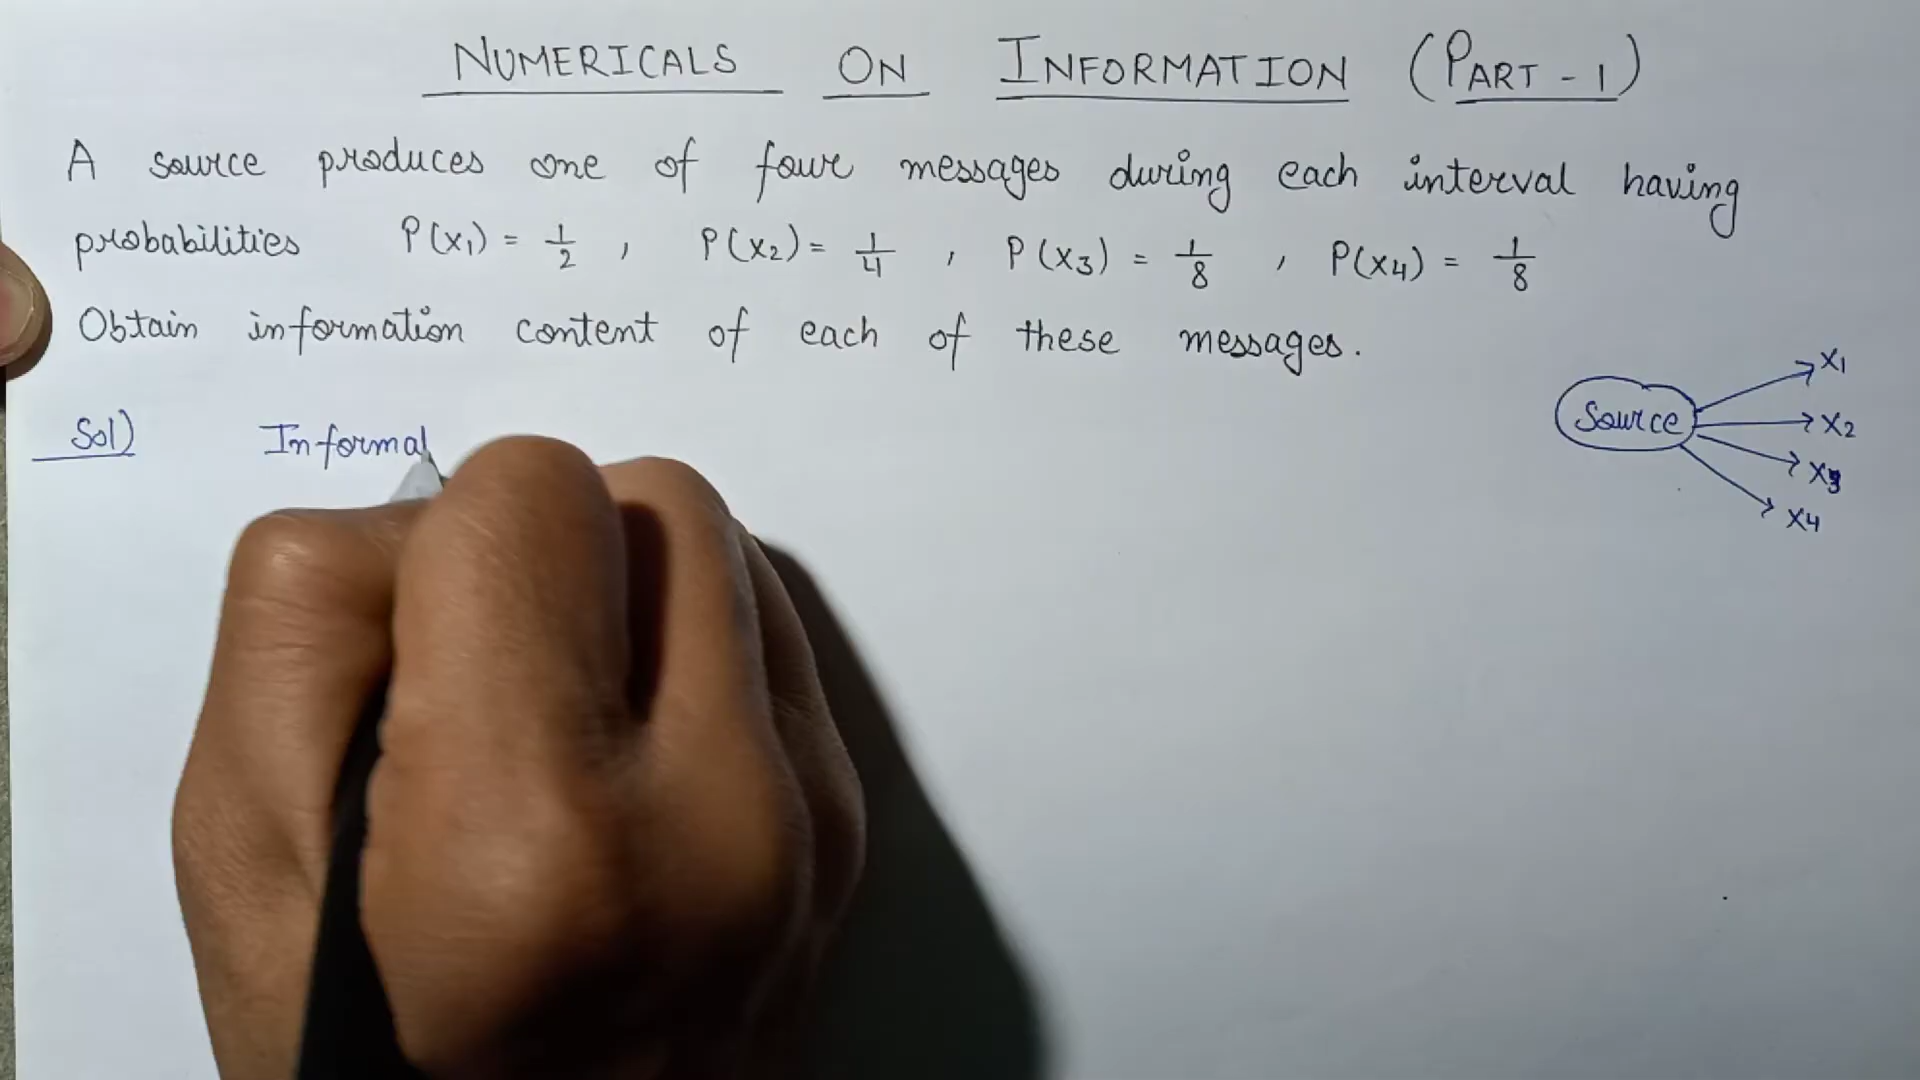 NUMERICALS ON INFORMATION (PART-1)
A source produces one of four messages during each interval having
probabilities P(x1) = 1/2 , P(x2) = 1/4 , P(x3) = 1/8 , P(x4) = 1/8
Obtain information content of each of these messages.
Source
x1
x2
x3
x4
Sol) Informat